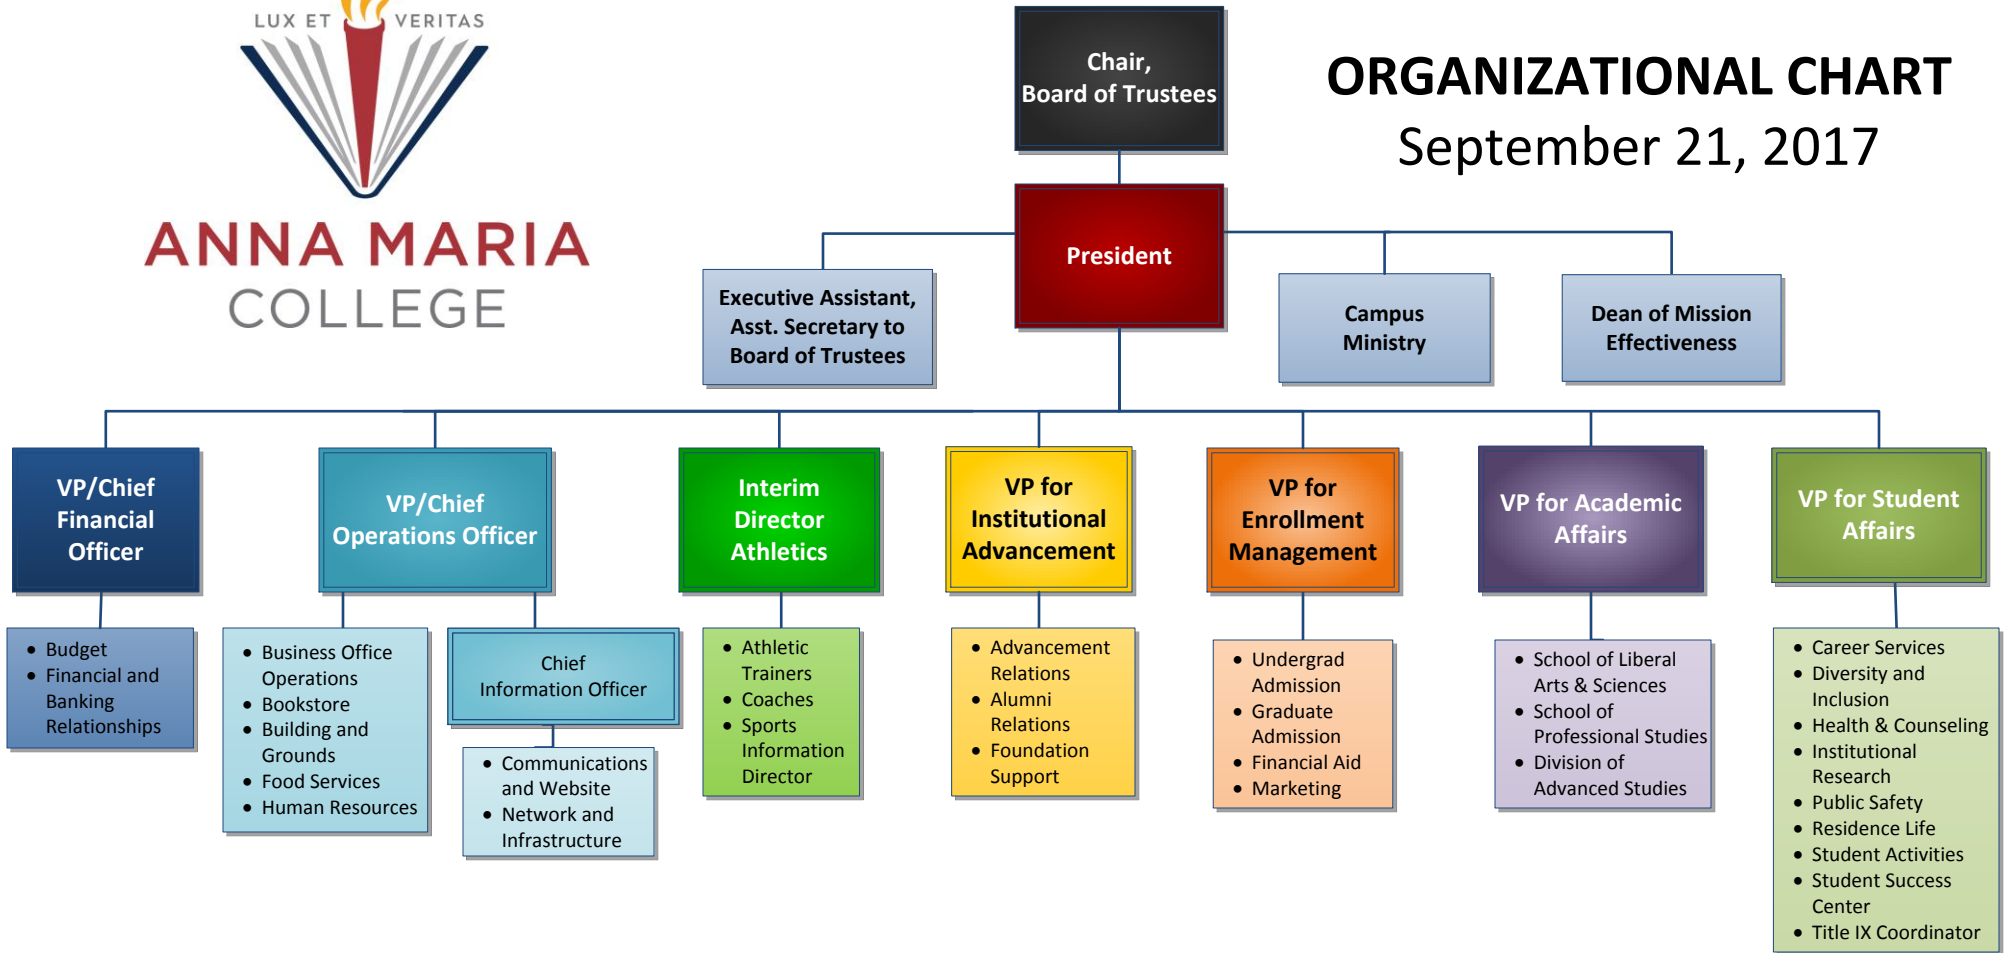 LUX ET VERITAS
ANNA MARIA
COLLEGE
ORGANIZATIONAL CHART
September 21, 2017
Chair,
Board of Trustees
President
Executive Assistant,
Asst. Secretary to
Board of Trustees
Campus
Ministry
Dean of Mission
Effectiveness
VP/Chief
Financial
Officer
• Budget
• Financial and
Banking
Relationships
VP/Chief
Operations Officer
• Business Office
Operations
• Bookstore
• Building and
Grounds
• Food Services
• Human Resources
Chief
Information Officer
• Communications
and Website
• Network and
Infrastructure
Interim
Director
Athletics
• Athletic
Trainers
• Coaches
• Sports
Information
Director
VP for
Institutional
Advancement
• Advancement
Relations
• Alumni
Relations
• Foundation
Support
VP for
Enrollment
Management
• Undergrad
Admission
• Graduate
Admission
• Financial Aid
• Marketing
VP for Academic
Affairs
• School of Liberal
Arts & Sciences
• School of
Professional Studies
• Division of
Advanced Studies
VP for Student
Affairs
• Career Services
• Diversity and
Inclusion
• Health & Counseling
• Institutional
Research
• Public Safety
• Residence Life
• Student Activities
• Student Success
Center
• Title IX Coordinator